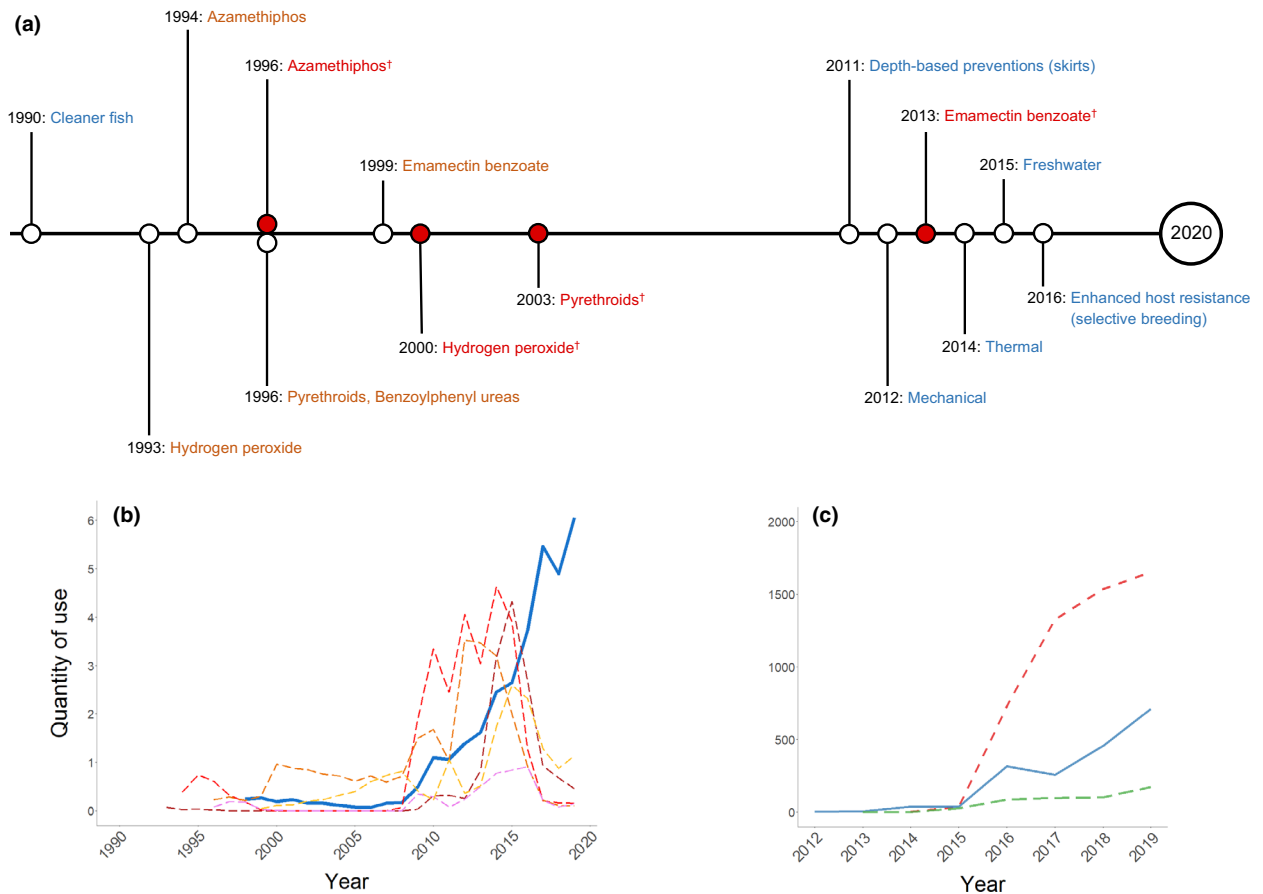 (a)
1994: Azamethiphos
1996: Azamethiphos†
1990: Cleaner fish
1999: Emamectin benzoate
2011: Depth-based preventions (skirts)
2013: Emamectin benzoate†
2015: Freshwater
2020
2003: Pyrethroids†
2000: Hydrogen peroxide†
1996: Pyrethroids, Benzoylphenyl ureas
1993: Hydrogen peroxide
2016: Enhanced host resistance
(selective breeding)
2014: Thermal
2012: Mechanical
(b)
Quantity of use
6
5
4
3
2
1
0
1990
1995
2000
2005
2010
2015
2020
Year
(c)
2000
1500
1000
500
0
2012
2013
2014
2015
2016
2017
2018
2019
Year